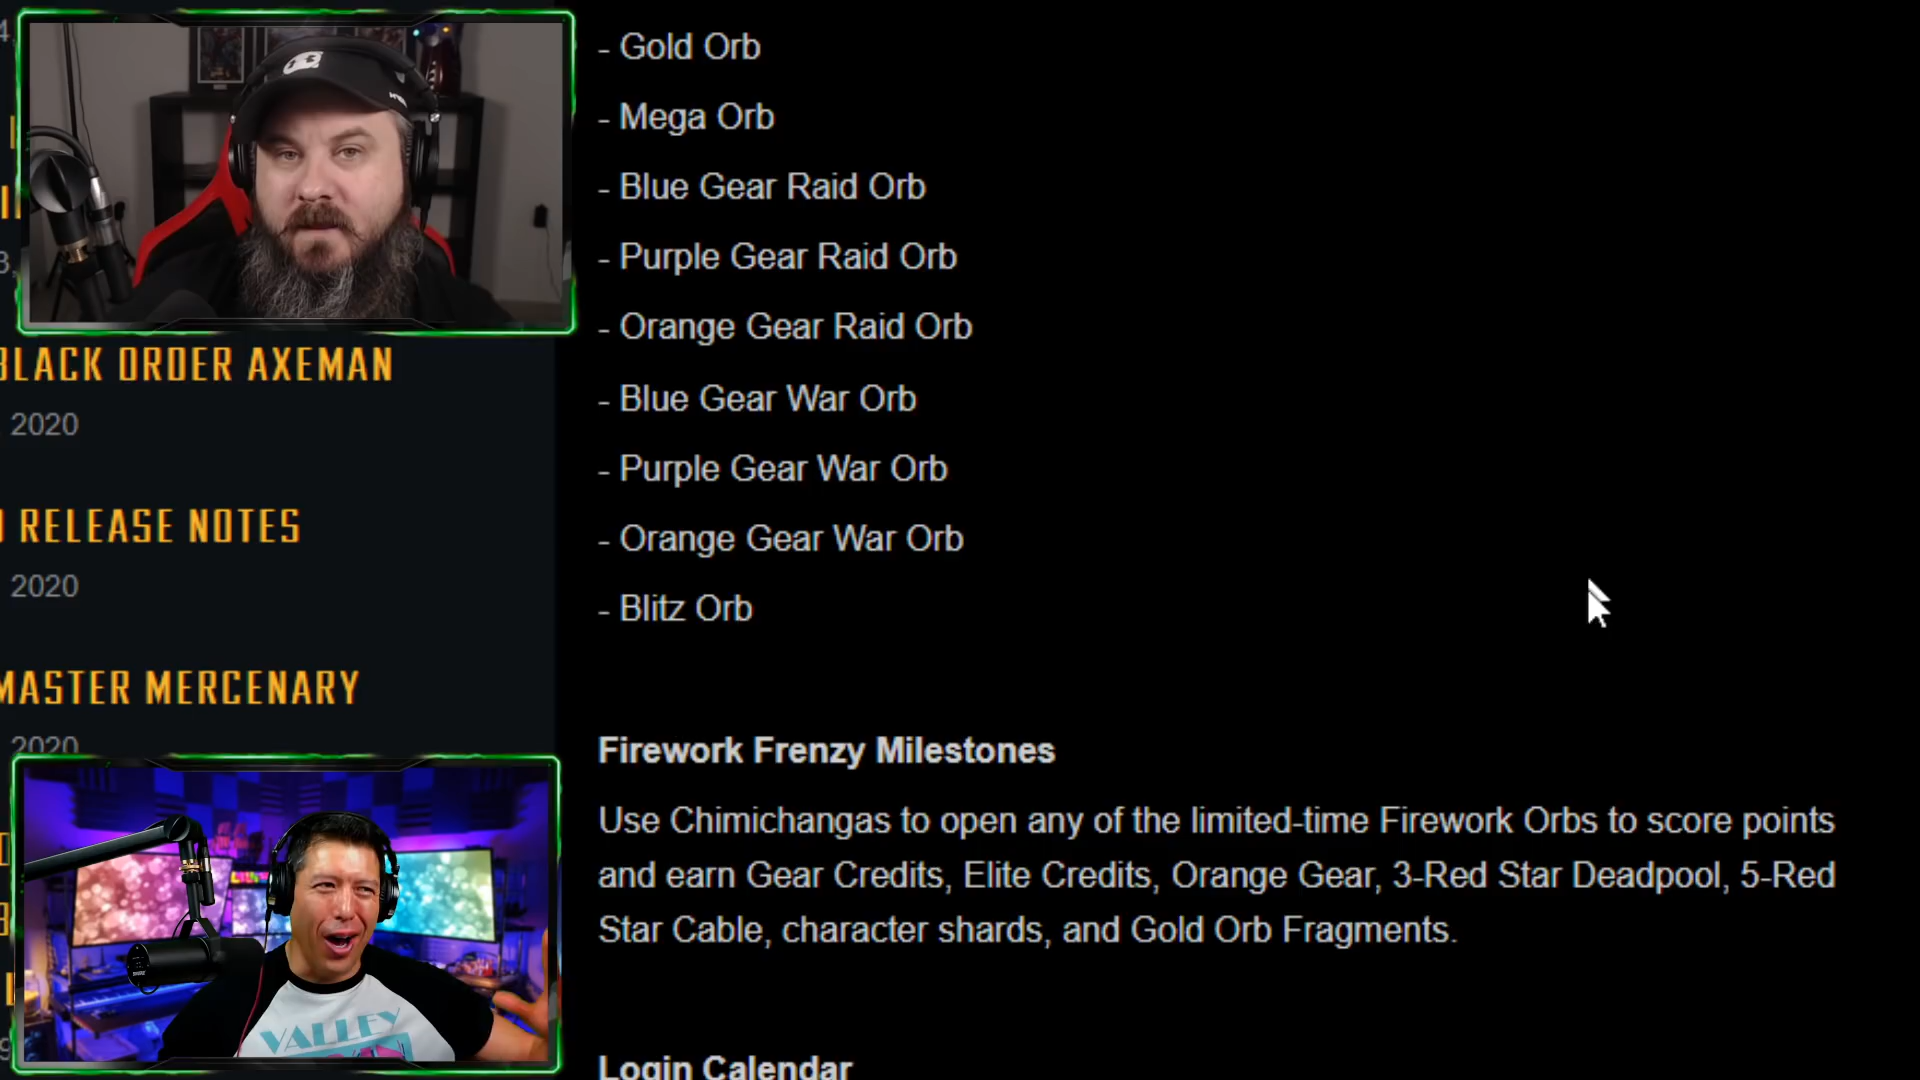 - Gold Orb
- Mega Orb
- Blue Gear Raid Orb
- Purple Gear Raid Orb
- Orange Gear Raid Orb
- Blue Gear War Orb
- Purple Gear War Orb
- Orange Gear War Orb
- Blitz Orb
Firework Frenzy Milestones
Use Chimichangas to open any of the limited-time Firework Orbs to score points
and earn Gear Credits, Elite Credits, Orange Gear, 3-Red Star Deadpool, 5-Red
Star Cable, character shards, and Gold Orb Fragments.
Login Calendar
BLACK ORDER AXEMAN
2020
RELEASE NOTES
2020
MASTER MERCENARY
2020
VALLEY